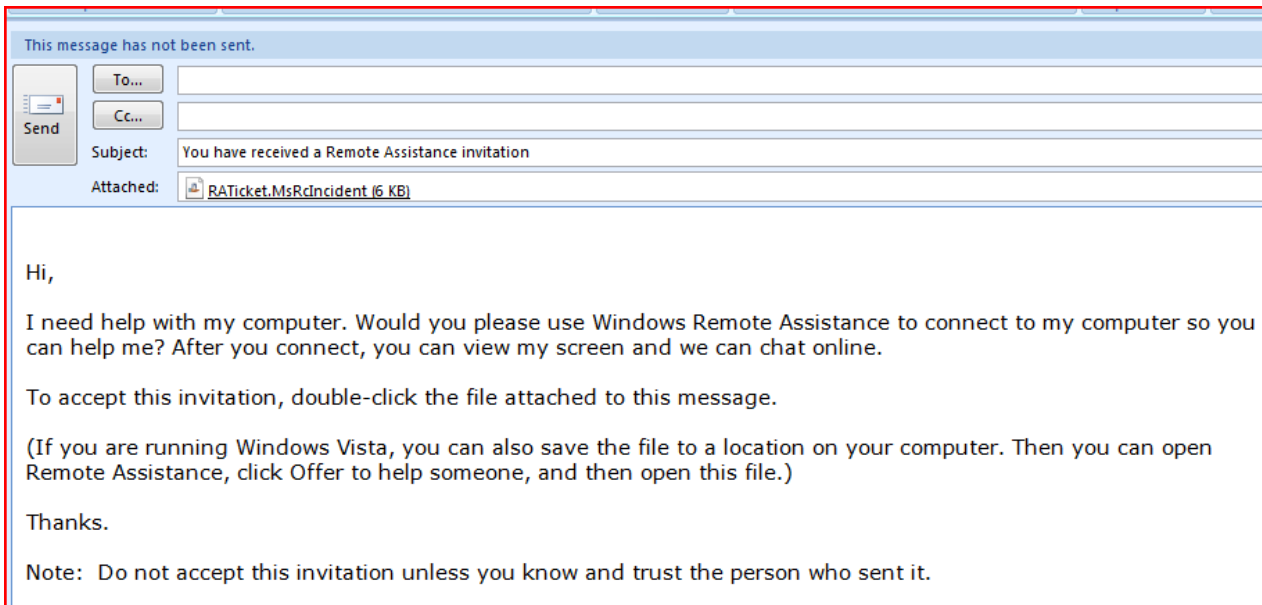 This message has not been sent.
To...
Send
Cc...
Subject: You have received a Remote Assistance invitation
Attached: RATicket.MsRcIncident (6 KB)
Hi,
I need help with my computer. Would you please use Windows Remote Assistance to connect to my computer so you
can help me? After you connect, you can view my screen and we can chat online.
To accept this invitation, double-click the file attached to this message.
(If you are running Windows Vista, you can also save the file to a location on your computer. Then you can open
Remote Assistance, click Offer to help someone, and then open this file.)
Thanks.
Note:  Do not accept this invitation unless you know and trust the person who sent it.